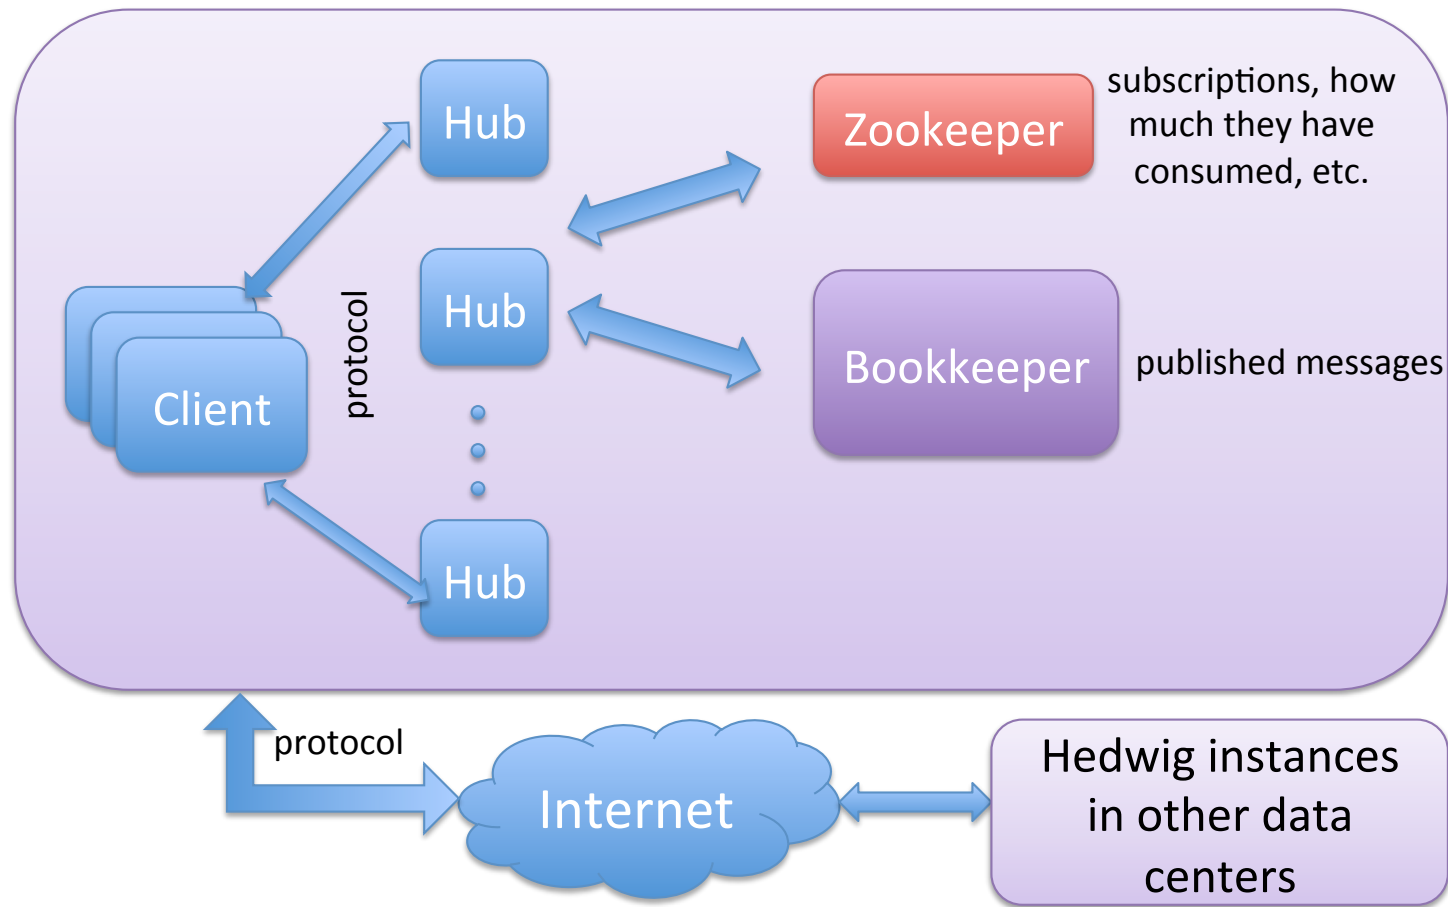 Hub
Zookeeper
subscriptions, how
much they have
consumed, etc.
Hub
protocol
Client
Bookkeeper
published messages
Hub
protocol
Internet
Hedwig instances
in other data
centers